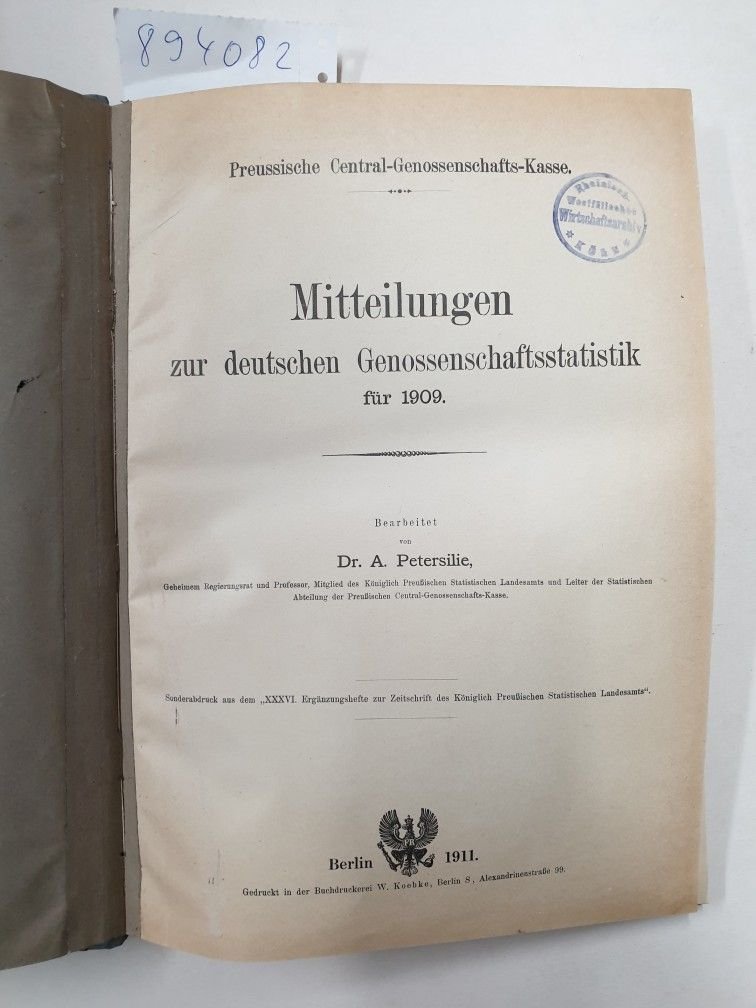 894082
Preussische Central-Genossenschafts-Kasse.
Rheinisch-
Westfälisches
Wirtschaftsarchiv
* Köln *
Mitteilungen
zur deutschen Genossenschaftsstatistik
für 1909.
Bearbeitet
von
Dr. A. Petersilie,
Geheimem Regierungsrat und Professor, Mitglied des Königlich Preußischen Statistischen Landesamts und Leiter der Statistischen
Abteilung der Preußischen Central-Genossenschafts-Kasse.
Sonderabdruck aus dem „XXXVI. Ergänzungshefte zur Zeitschrift des Königlich Preußischen Statistischen Landesamts“.
Berlin 1911.
Gedruckt in der Buchdruckerei W. Koebke, Berlin S., Alexandrinenstraße 99.